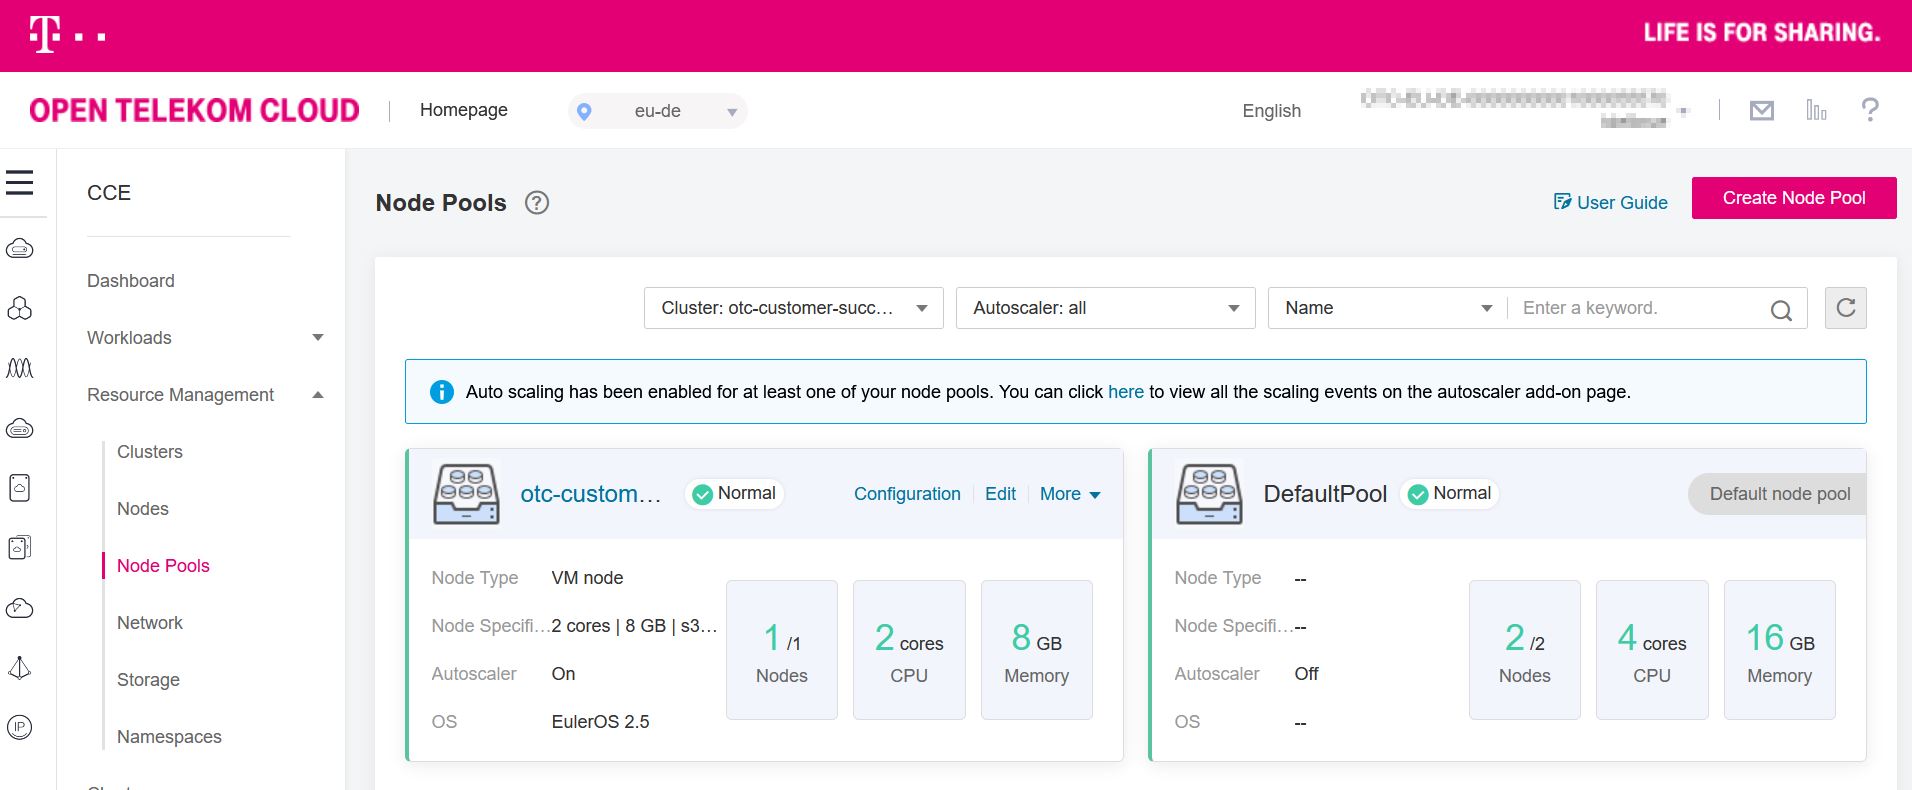 T
LIFE IS FOR SHARING.
OPEN TELEKOM CLOUD
Homepage
eu-de
English
CCE
Dashboard
Workloads
Resource Management
Clusters
Nodes
Node Pools
Network
Storage
Namespaces
IP
Node Pools ?
User Guide
Create Node Pool
Cluster: otc-customer-succ...
Autoscaler: all
Name
Enter a keyword.
Auto scaling has been enabled for at least one of your node pools. You can click here to view all the scaling events on the autoscaler add-on page.
otc-custom... Normal Configuration Edit More
Node Type VM node
Node Specifi... 2 cores | 8 GB | s3...
Autoscaler On
OS EulerOS 2.5
1 /1 Nodes
2 cores CPU
8 GB Memory
DefaultPool Normal Default node pool
Node Type --
Node Specifi... --
Autoscaler Off
OS --
2 /2 Nodes
4 cores CPU
16 GB Memory